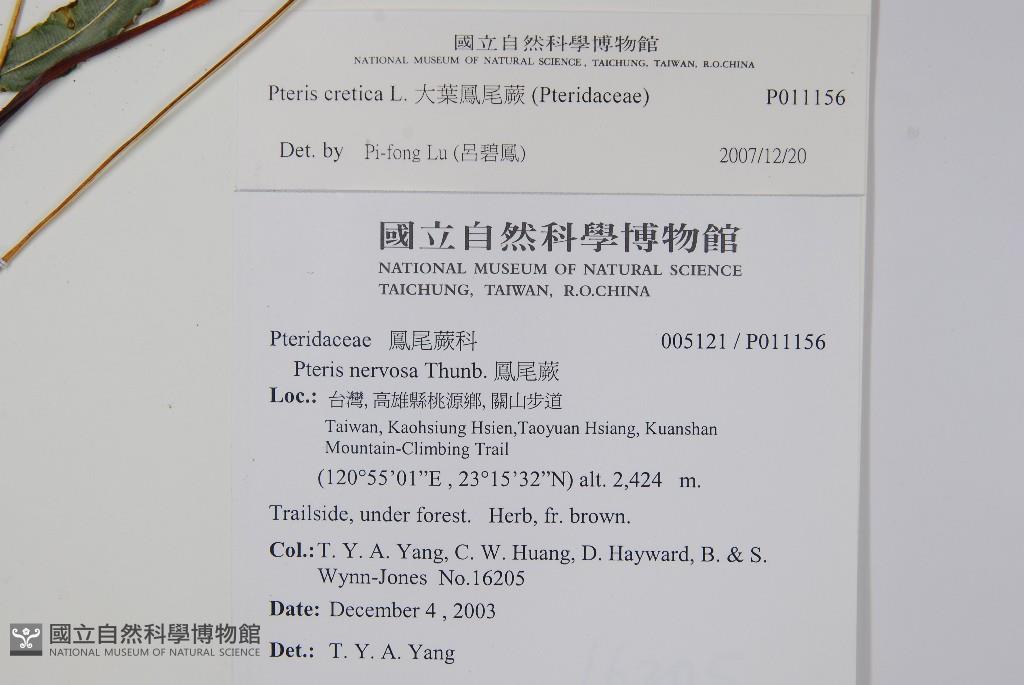 國立自然科學博物館
NATIONAL MUSEUM OF NATURAL SCIENCE, TAICHUNG, TAIWAN, R.O.CHINA
Pteris cretica L. 大葉鳳尾蕨 (Pteridaceae) P011156
Det. by Pi-fong Lu (呂碧鳳) 2007/12/20
國立自然科學博物館
NATIONAL MUSEUM OF NATURAL SCIENCE
TAICHUNG, TAIWAN, R.O.CHINA
Pteridaceae 鳳尾蕨科 005121 / P011156
Pteris nervosa Thunb. 鳳尾蕨
Loc.: 台灣, 高雄縣桃源鄉, 關山步道
Taiwan, Kaohsiung Hsien,Taoyuan Hsiang, Kuanshan
Mountain-Climbing Trail
(120°55’01”E , 23°15’32”N) alt. 2,424 m.
Trailside, under forest. Herb, fr. brown.
Col.: T. Y. A. Yang, C. W. Huang, D. Hayward, B. & S.
Wynn-Jones No.16205
Date: December 4 , 2003
Det.: T. Y. A. Yang
16205
國立自然科學博物館
NATIONAL MUSEUM OF NATURAL SCIENCE